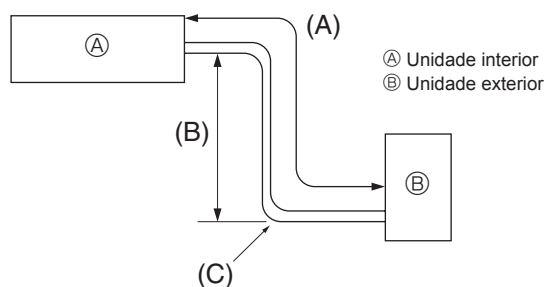 (A)
Ⓐ
Ⓐ Unidade interior
Ⓑ Unidade exterior
(B)
Ⓑ
(C)